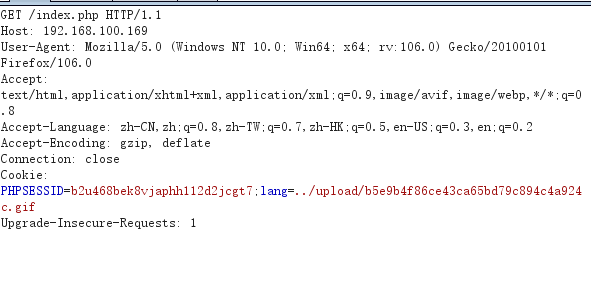 GET /index.php HTTP/1.1
Host: 192.168.100.169
User-Agent: Mozilla/5.0 (Windows NT 10.0; Win64; x64; rv:106.0) Gecko/20100101
Firefox/106.0
Accept:
text/html,application/xhtml+xml,application/xml;q=0.9,image/avif,image/webp,*/*;q=0
.8
Accept-Language: zh-CN,zh;q=0.8,zh-TW;q=0.7,zh-HK;q=0.5,en-US;q=0.3,en;q=0.2
Accept-Encoding: gzip, deflate
Connection: close
Cookie:
PHPSESSID=b2u468bek8vjaphh112d2jcgt7;lang=../upload/b5e9b4f86ce43ca65bd79c894c4a924
c.gif
Upgrade-Insecure-Requests: 1